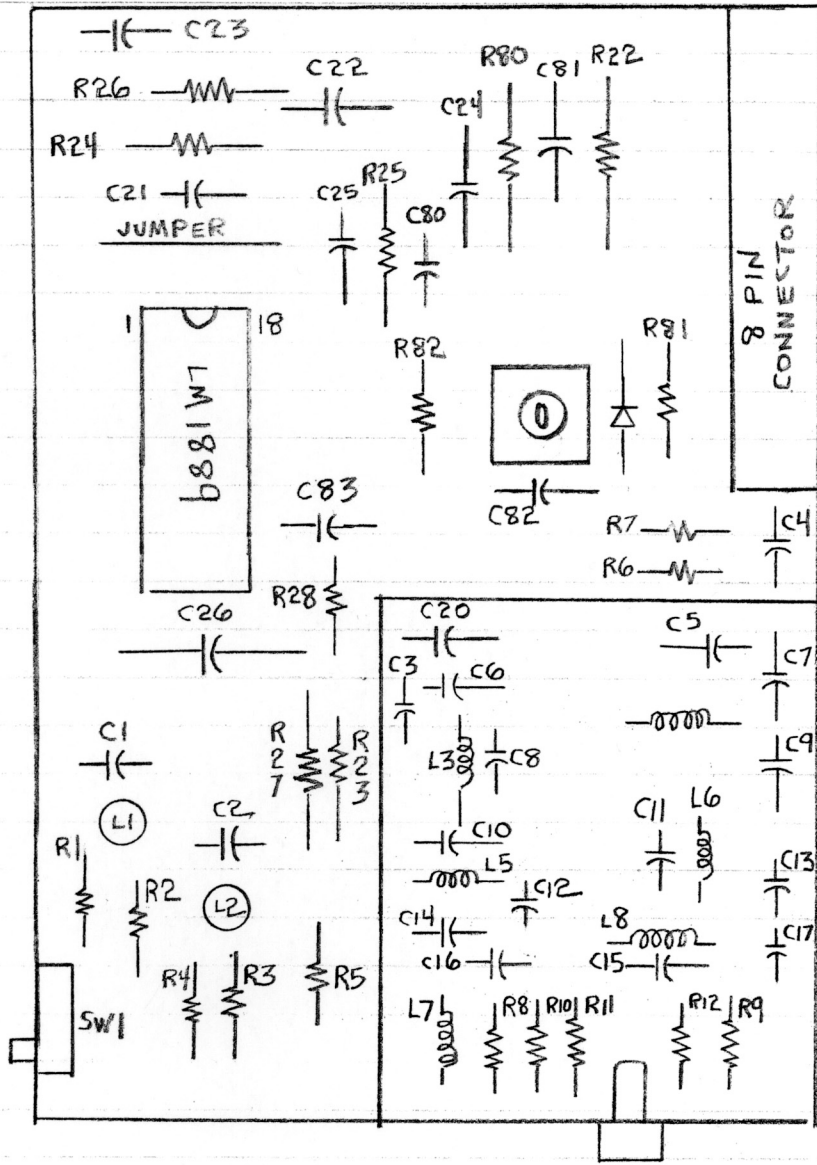 C23
R26
C22
R80
C81
R22
C24
R24
C21
C25
R25
C80
JUMPER
8 PIN
CONNECTOR
1
18
LM1889
R82
0
R81
C83
C82
R7
C4
R6
R28
C26
C20
C5
C3
C6
C7
R27
R23
L3
C8
C9
C1
L1
C2
C10
C11
L6
R1
L5
C13
R2
L2
C12
C14
L8
C17
C16
C15
R4
R3
R5
SW1
L7
R8
R10
R11
R12
R9